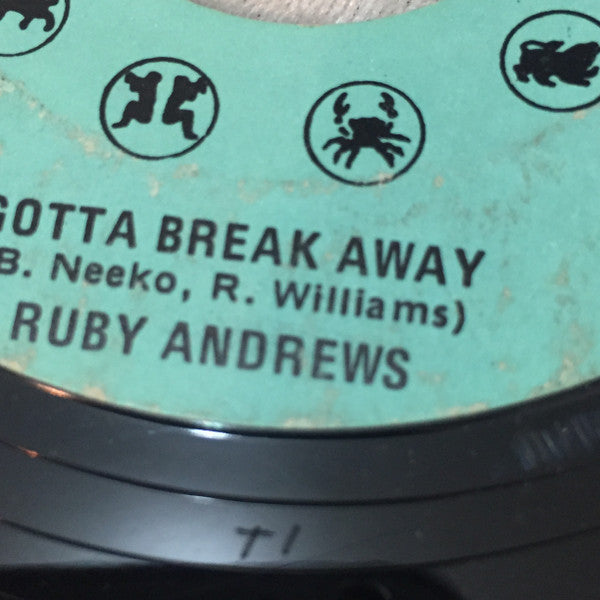 GOTTA BREAK AWAY
B. Neeko, R. Williams)
RUBY ANDREWS